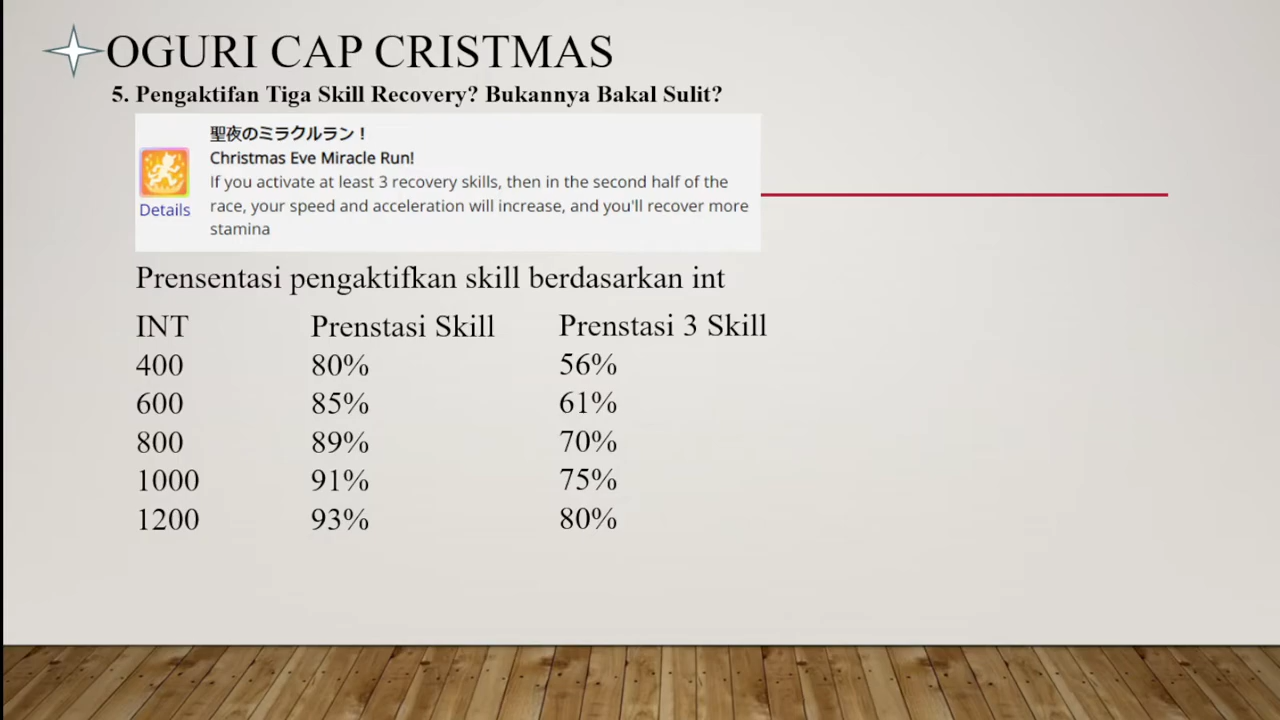 OGURI CAP CRISTMAS
5. Pengaktifan Tiga Skill Recovery? Bukannya Bakal Sulit?
聖夜のミラクルラン！
Christmas Eve Miracle Run!
If you activate at least 3 recovery skills, then in the second half of the
Details
race, your speed and acceleration will increase, and you'll recover more
stamina
Prensentasi pengaktifkan skill berdasarkan int
INT Prenstasi Skill Prenstasi 3 Skill
400 80% 56%
600 85% 61%
800 89% 70%
1000 91% 75%
1200 93% 80%